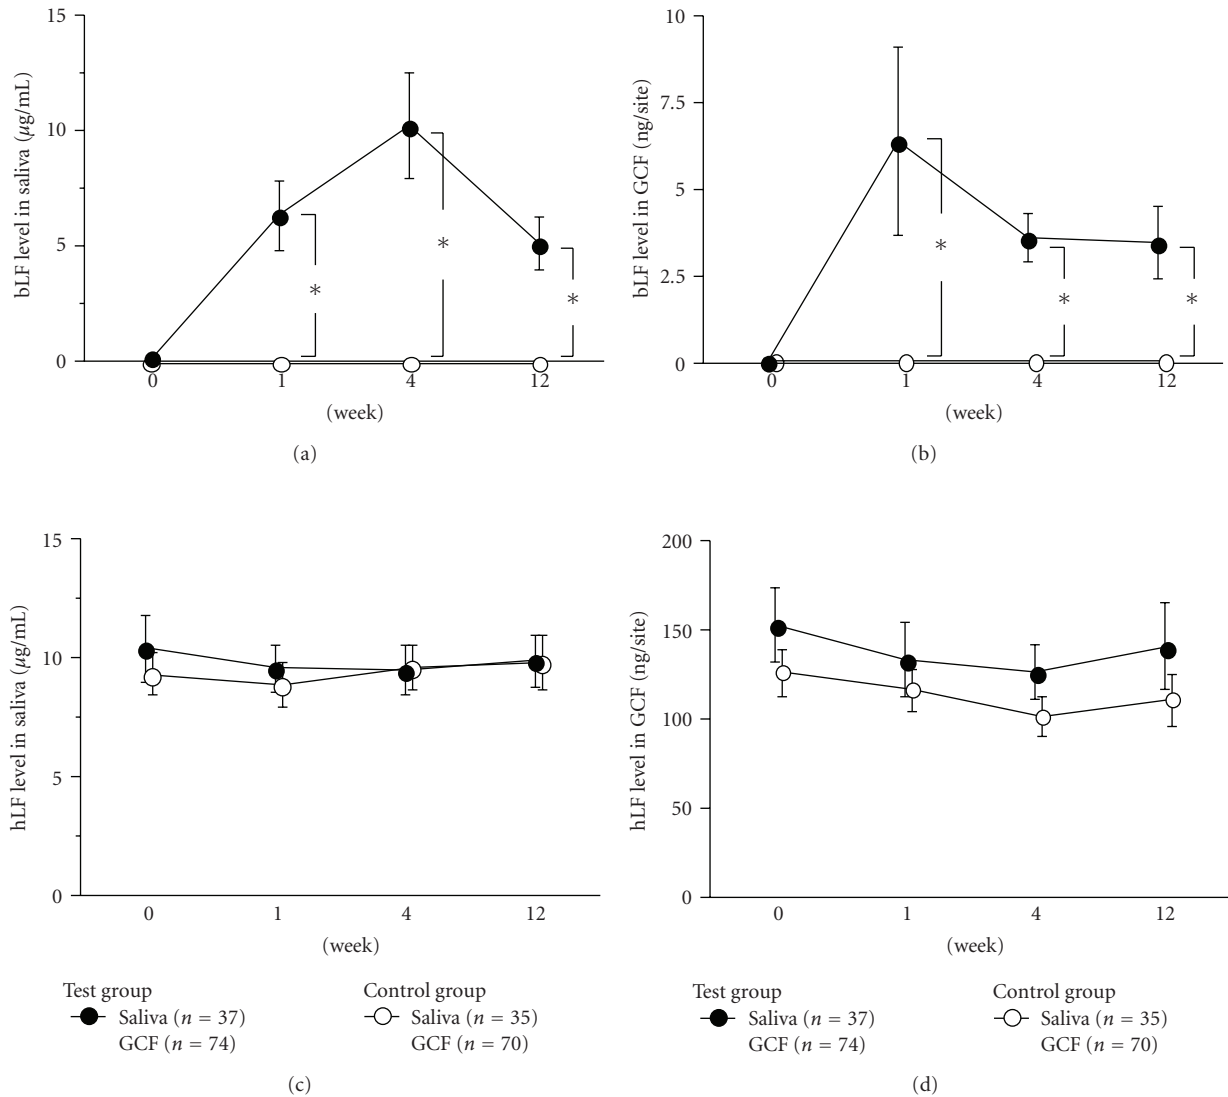 bLF level in saliva (µg/mL)
15
10
5
0
*
*
*
0 1 4 12
(week)
(a)
bLF level in GCF (ng/site)
10
7.5
5
2.5
0
*
*
*
0 1 4 12
(week)
(b)
hLF level in saliva (µg/mL)
15
10
5
0
0 1 4 12
(week)
Test group
Saliva (n = 37)
GCF (n = 74)
Control group
Saliva (n = 35)
GCF (n = 70)
(c)
hLF level in GCF (ng/site)
200
150
100
50
0
0 1 4 12
(week)
Test group
Saliva (n = 37)
GCF (n = 74)
Control group
Saliva (n = 35)
GCF (n = 70)
(d)